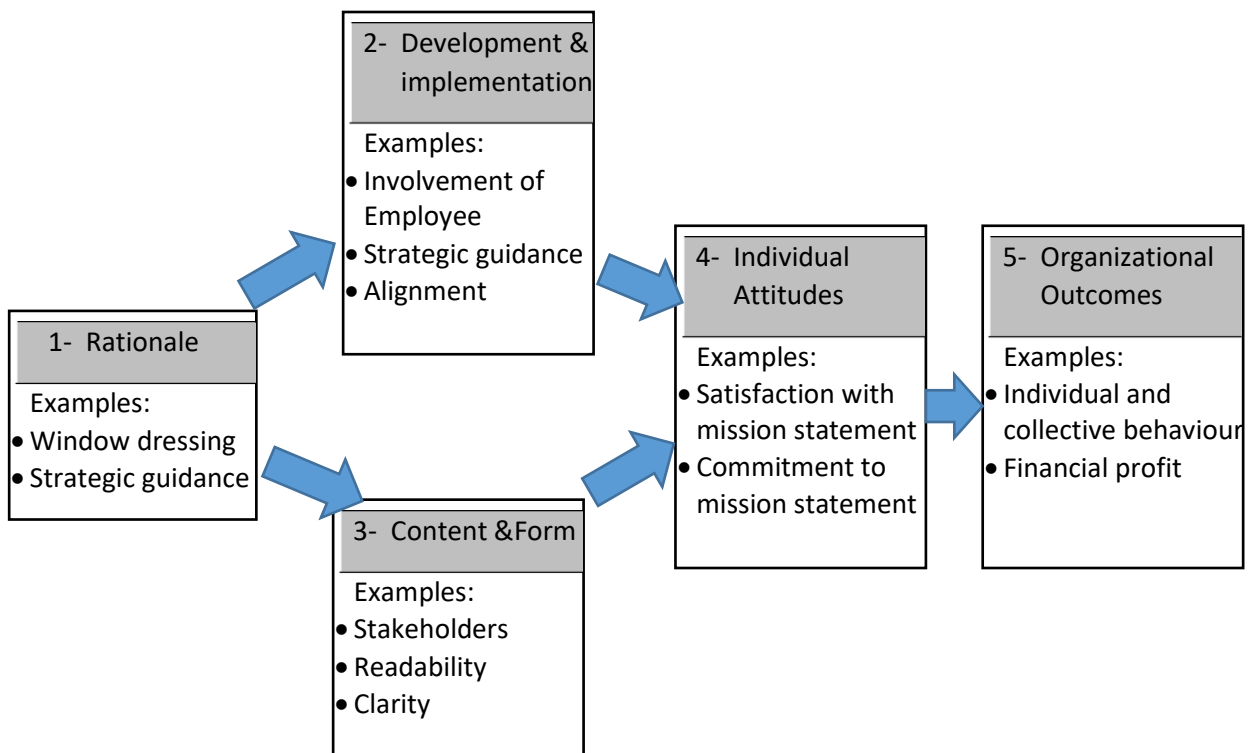 1- Rationale
Examples:
• Window dressing
• Strategic guidance
2- Development &
implementation
Examples:
• Involvement of
Employee
• Strategic guidance
• Alignment
3- Content &Form
Examples:
• Stakeholders
• Readability
• Clarity
4- Individual
Attitudes
Examples:
• Satisfaction with
mission statement
• Commitment to
mission statement
5- Organizational
Outcomes
Examples:
• Individual and
collective behaviour
• Financial profit